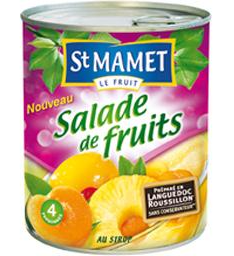 St MAMET
LE FRUIT
Nouveau
Salade
de fruits
PRÉPARÉ EN
LANGUEDOC
ROUSSILLON
SANS CONSERVATEUR
4
AU SIROP